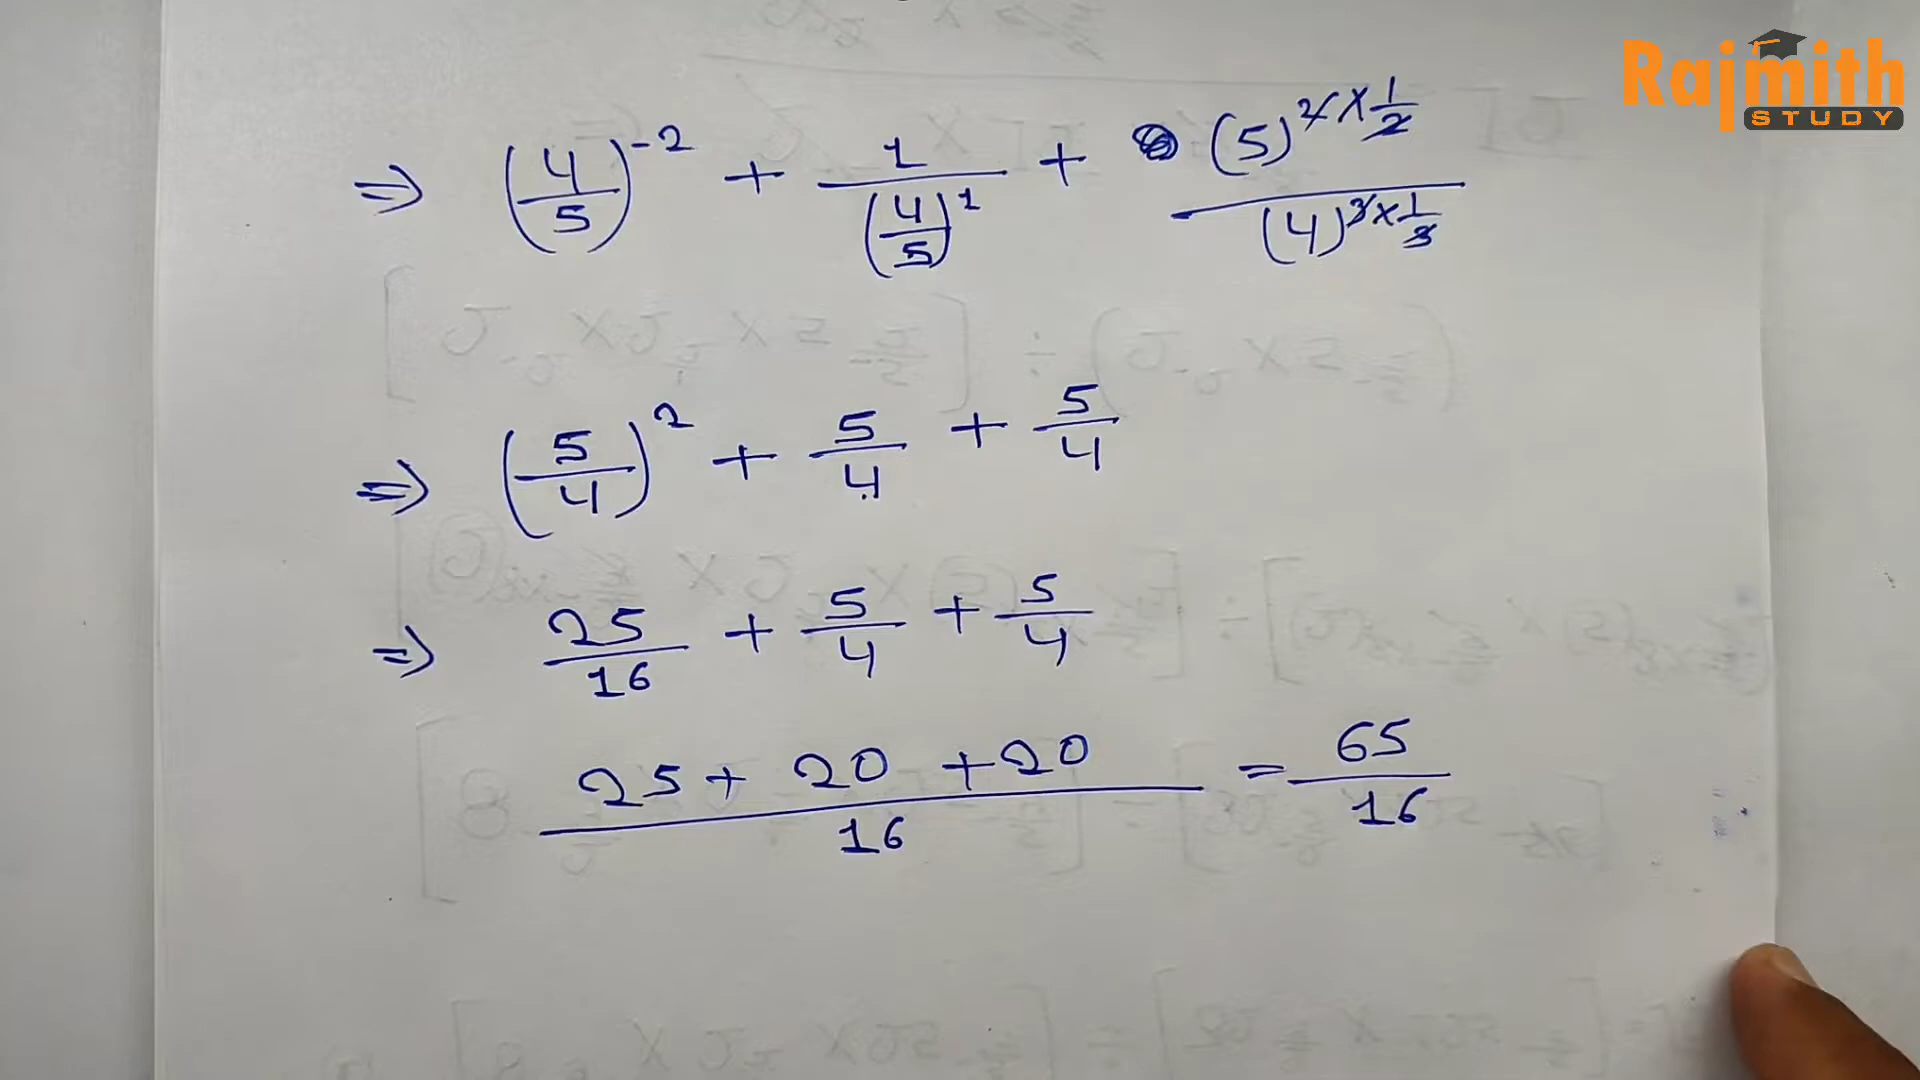 Rajmith
STUDY
⇒ (4/5)^-2 + 1/(4/5)^1 + (5)^2×1/2 / (4)^3×1/3
⇒ (5/4)^2 + 5/4 + 5/4
⇒ 25/16 + 5/4 + 5/4
25 + 20 + 20 / 16 = 65/16